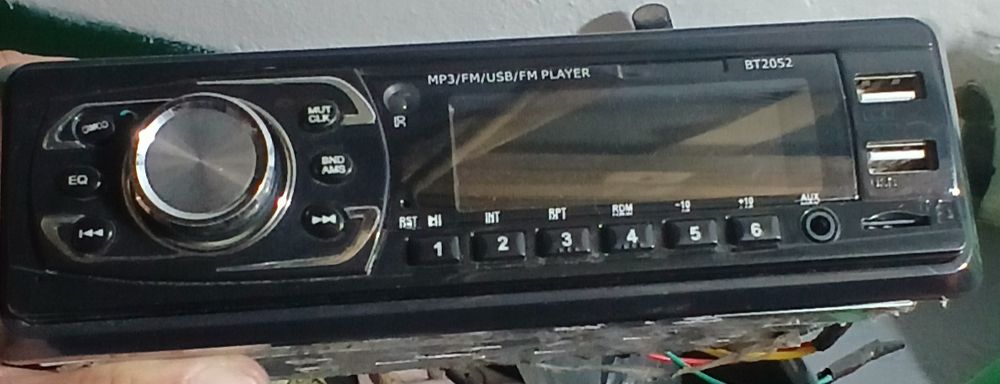 MP3/FM/USB/FM PLAYER
BT2052
MUT
CLK
BND
AMS
EQ
IR
RST
INT
RPT
RDM
-10
+10
AUX
1
2
3
4
5
6